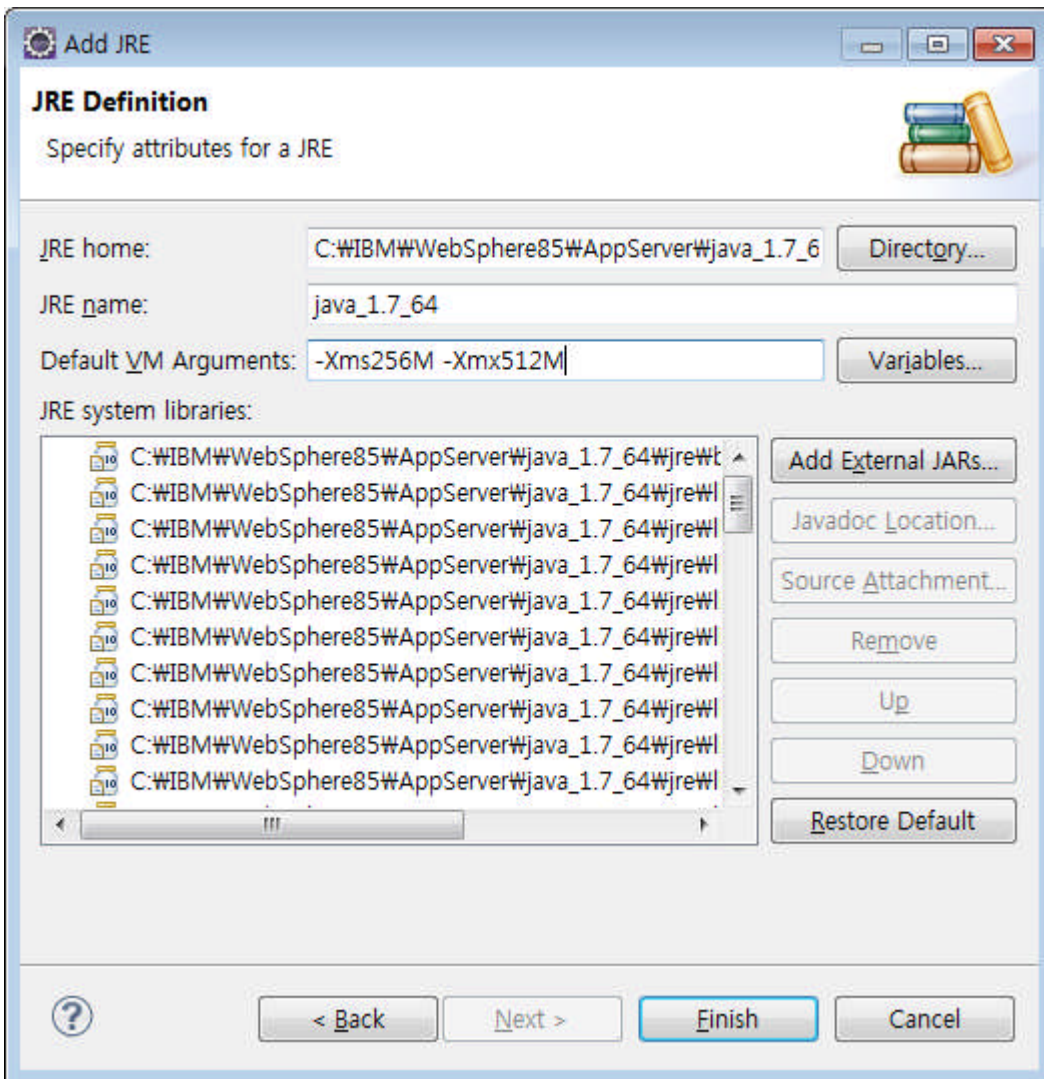 Add JRE
JRE Definition
Specify attributes for a JRE
JRE home: C:₩IBM₩WebSphere85₩AppServer₩java_1.7_6 Directory...
JRE name: java_1.7_64
Default VM Arguments: -Xms256M -Xmx512M Variables...
JRE system libraries:
C:₩IBM₩WebSphere85₩AppServer₩java_1.7_64₩jre₩b
C:₩IBM₩WebSphere85₩AppServer₩java_1.7_64₩jre₩l
C:₩IBM₩WebSphere85₩AppServer₩java_1.7_64₩jre₩l
C:₩IBM₩WebSphere85₩AppServer₩java_1.7_64₩jre₩l
C:₩IBM₩WebSphere85₩AppServer₩java_1.7_64₩jre₩l
C:₩IBM₩WebSphere85₩AppServer₩java_1.7_64₩jre₩l
C:₩IBM₩WebSphere85₩AppServer₩java_1.7_64₩jre₩l
C:₩IBM₩WebSphere85₩AppServer₩java_1.7_64₩jre₩l
C:₩IBM₩WebSphere85₩AppServer₩java_1.7_64₩jre₩l
C:₩IBM₩WebSphere85₩AppServer₩java_1.7_64₩jre₩l
Add External JARs...
Javadoc Location...
Source Attachment...
Remove
Up
Down
Restore Default
< Back Next > Finish Cancel